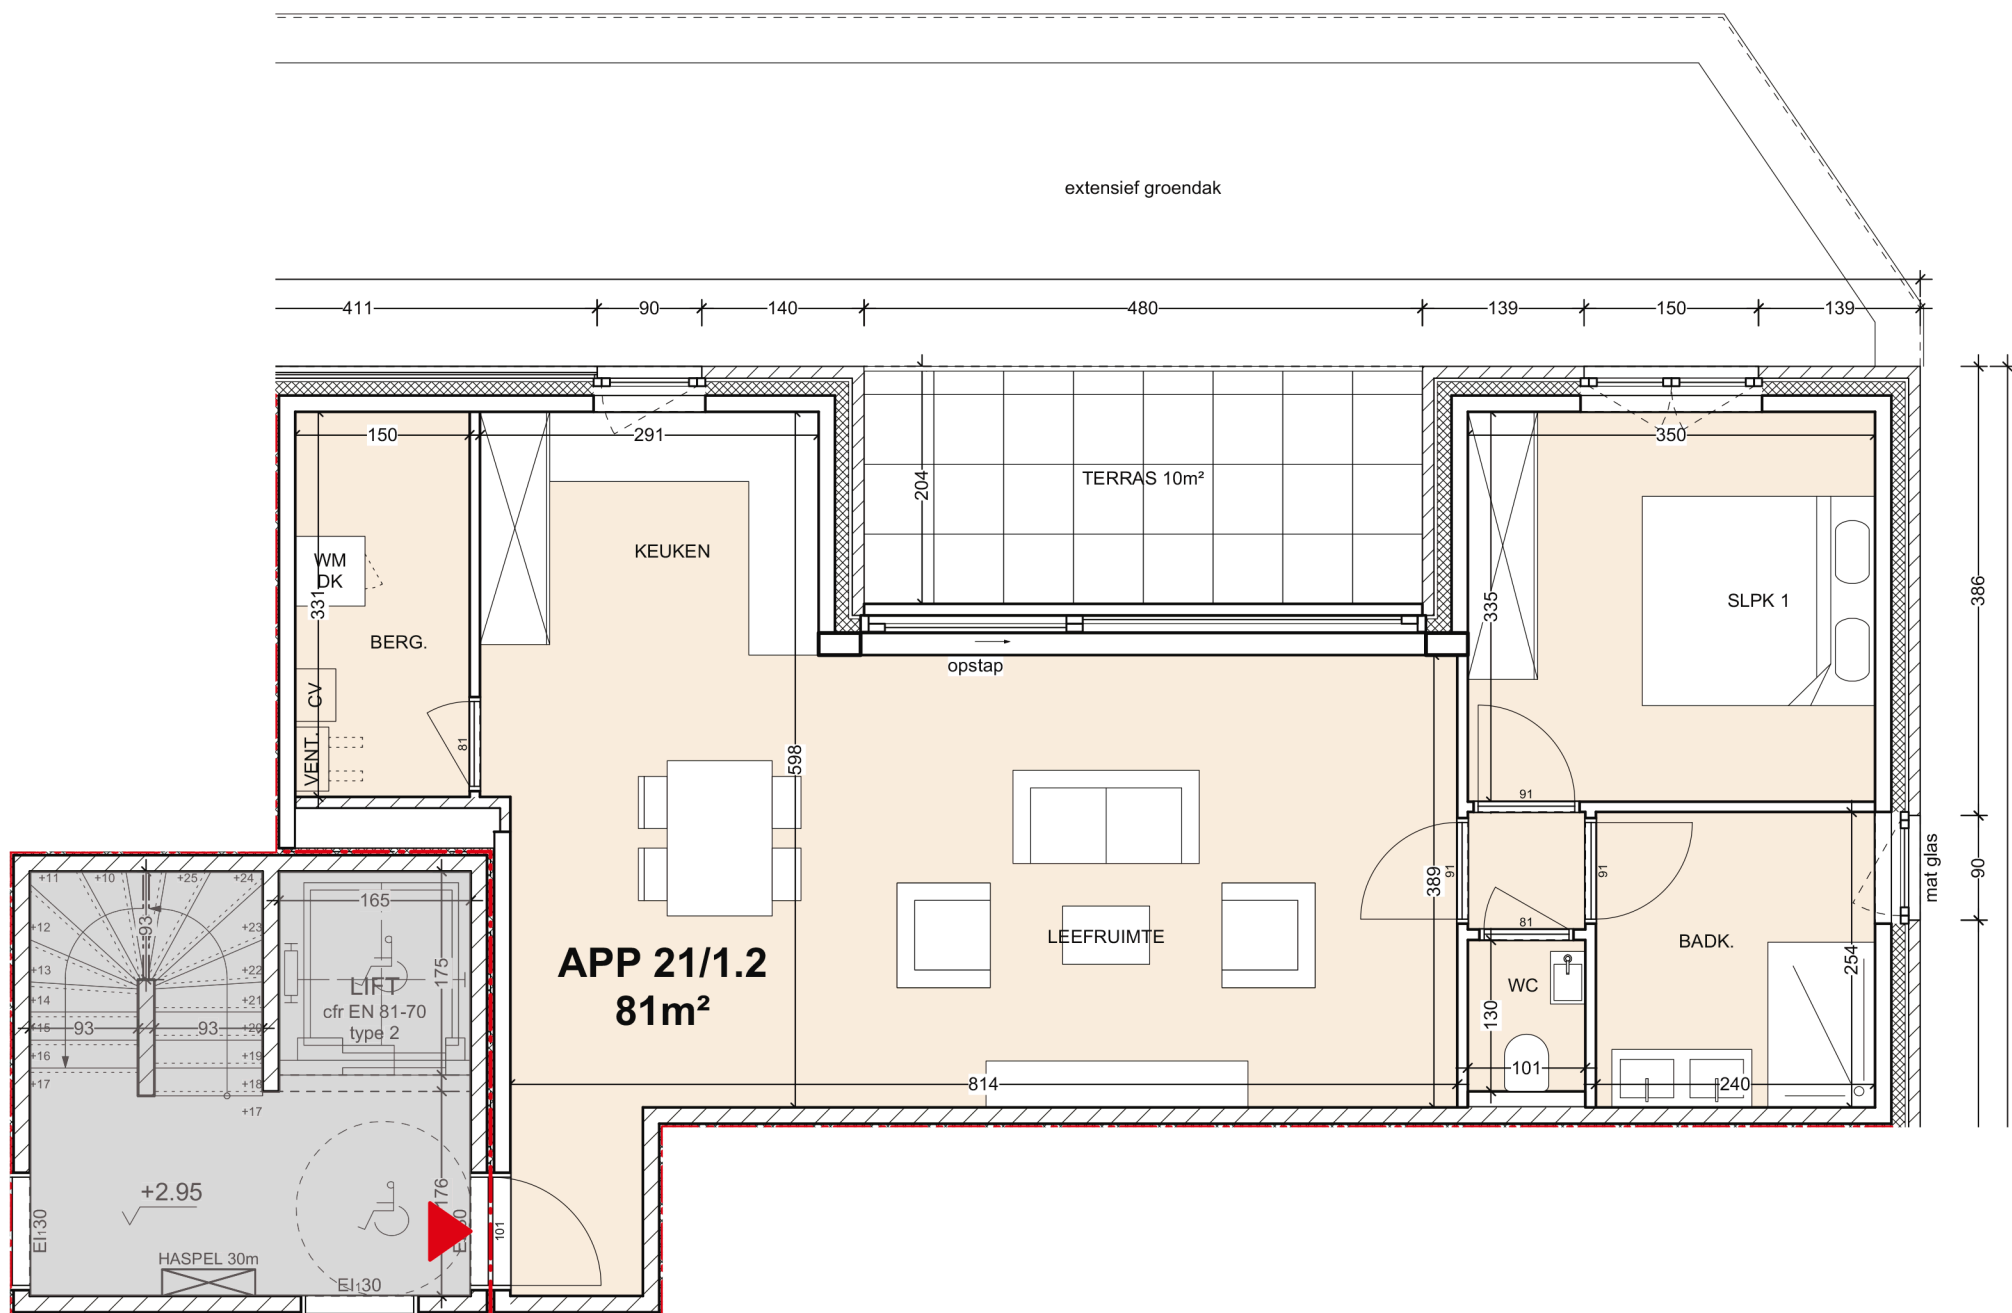 extensief groendak
411 90 140 480 139 150 139
150 291 350
204
TERRAS 10m²
KEUKEN
WM
DK
331
BERG.
CV
VENT.
81
598
opstap
335
SLPK 1
386
91
389
91
91
81
mat glas
90
LEEFRUIMTE
BADK.
254
WC
130
101
814
240
APP 21/1.2
81m²
+11 +10 +25 +24
+12 +23
+13 +22
+14 +21
+15 +20
+16 +19
+17 +18
+17
93
93 93
165
175
LIFT
cfr EN 81-70
type 2
176
+2.95
EI₁30
HASPEL 30m
EI₁30
101